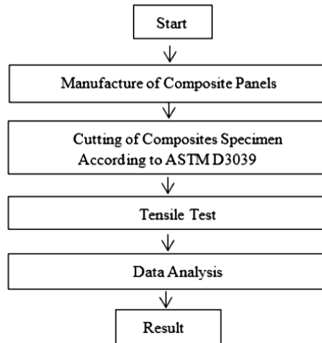 Start
Manufacture of Composite Panels
Cutting of Composites Specimen
According to ASTM D3039
Tensile Test
Data Analysis
Result